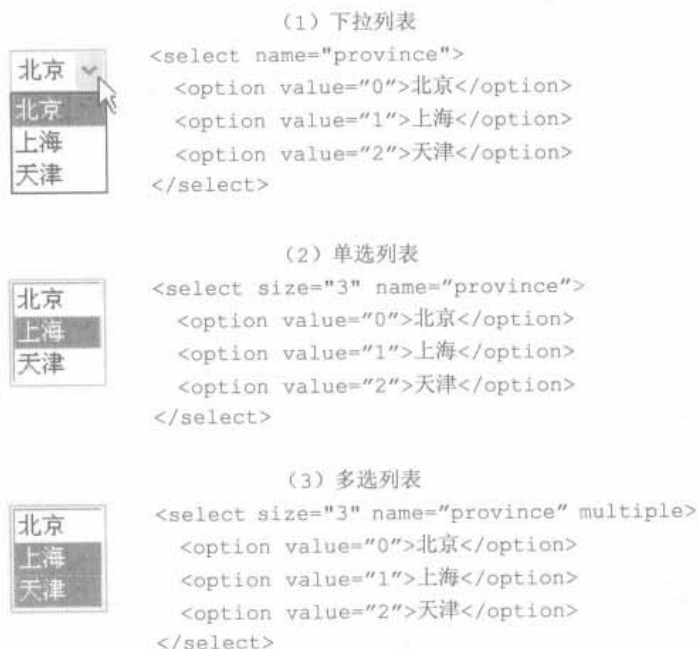 （1）下拉列表
北京
北京
上海
天津
<select name="province">
<option value="0">北京</option>
<option value="1">上海</option>
<option value="2">天津</option>
</select>
（2）单选列表
北京
上海
天津
<select size="3" name="province">
<option value="0">北京</option>
<option value="1">上海</option>
<option value="2">天津</option>
</select>
（3）多选列表
北京
上海
天津
<select size="3" name="province" multiple>
<option value="0">北京</option>
<option value="1">上海</option>
<option value="2">天津</option>
</select>